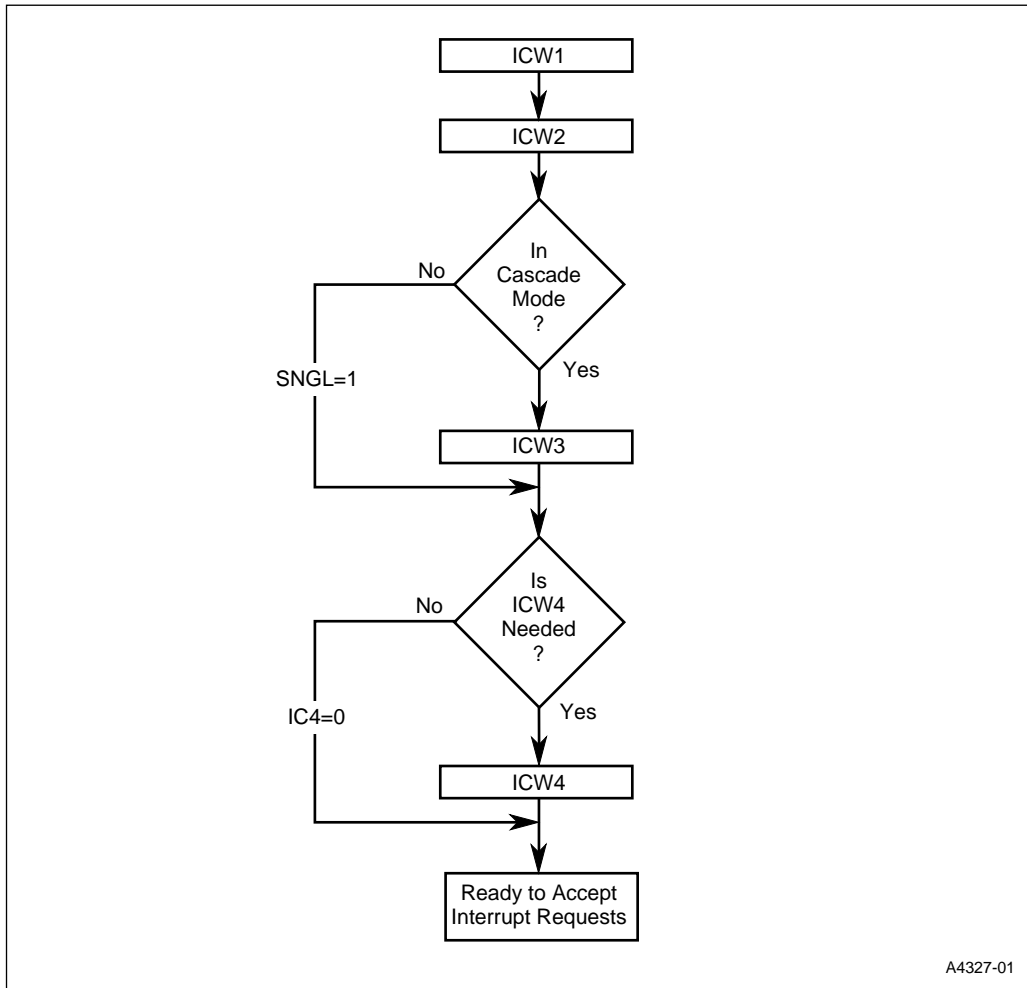 ICW1
ICW2
In
Cascade
Mode
?
No
Yes
SNGL=1
ICW3
Is
ICW4
Needed
?
No
Yes
IC4=0
ICW4
Ready to Accept
Interrupt Requests
A4327-01